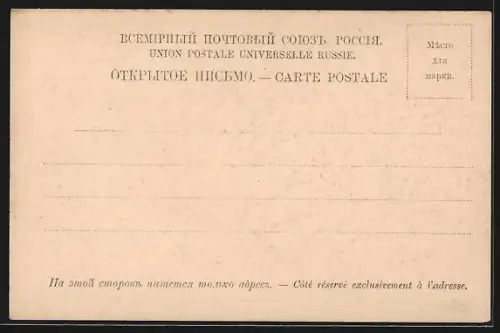 ВСЕМІРНЫЙ ПОЧТОВЫЙ СОЮЗЪ. РОССІЯ.
UNION POSTALE UNIVERSELLE RUSSIE.
ОТКРЫТОЕ ПИСЬМО. — CARTE POSTALE
Мѣсто
для
марки.
На этой сторонѣ пишется только адресъ. — Côté réservé exclusivement à l'adresse.